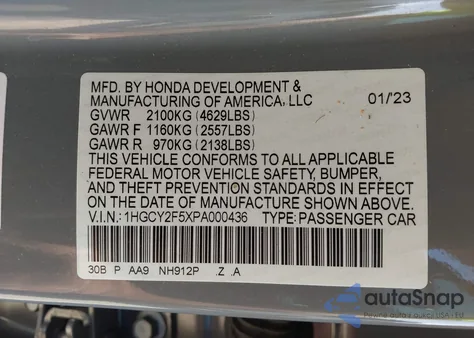 MFD. BY HONDA DEVELOPMENT &
MANUFACTURING OF AMERICA, LLC 01/23
GVWR 2100KG (4629LBS)
GAWR F 1160KG (2557LBS)
GAWR R 970KG (2138LBS)
THIS VEHICLE CONFORMS TO ALL APPLICABLE
FEDERAL MOTOR VEHICLE SAFETY, BUMPER,
AND THEFT PREVENTION STANDARDS IN EFFECT
ON THE DATE OF MANUFACTURE SHOWN ABOVE.
V.I.N.: 1HGCY2F5XPA000436 TYPE: PASSENGER CAR
30B P AA9 NH912P .Z .A
autoSnap